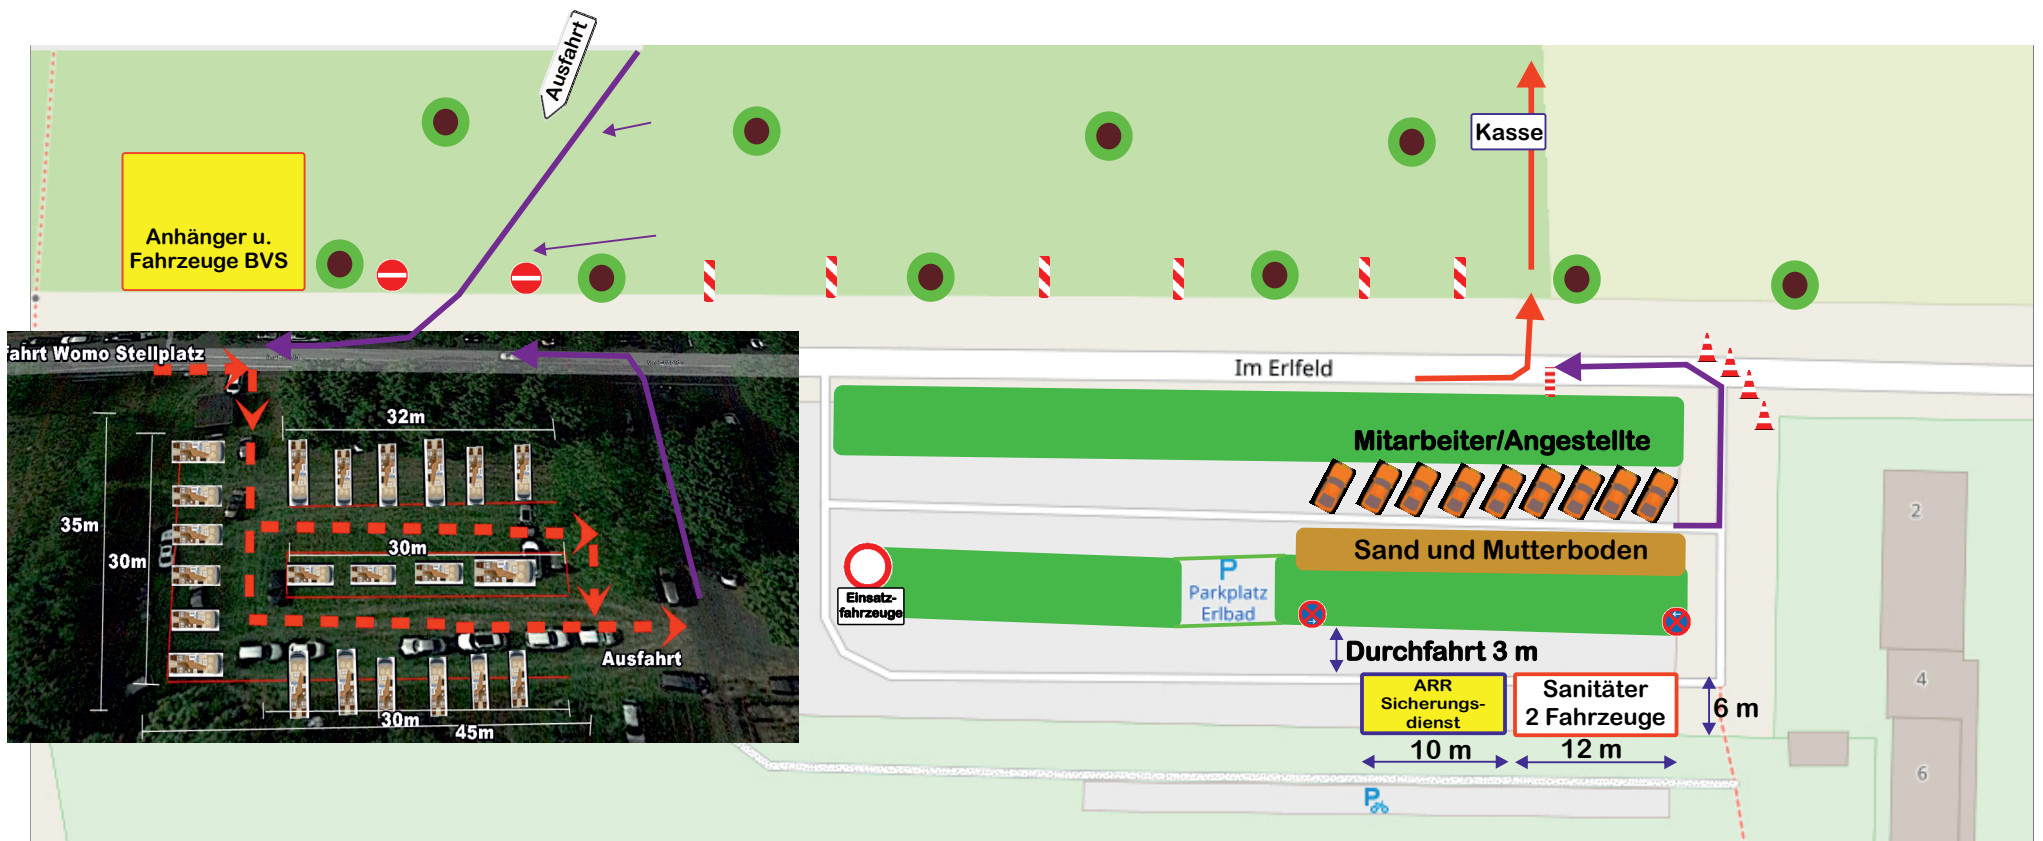 Ausfahrt
Kasse
Anhänger u.
Fahrzeuge BVS
fahrt Womo Stellplatz
Im Erlfeld
32m
Mitarbeiter/Angestellte
35m
30m
30m
Sand und Mutterboden
P
Parkplatz
Erlbad
Einsatz-
fahrzeuge
Ausfahrt
Durchfahrt 3 m
ARR
Sicherungs-
dienst
Sanitäter
2 Fahrzeuge
6 m
30m
45m
10 m
12 m
P
2
4
6